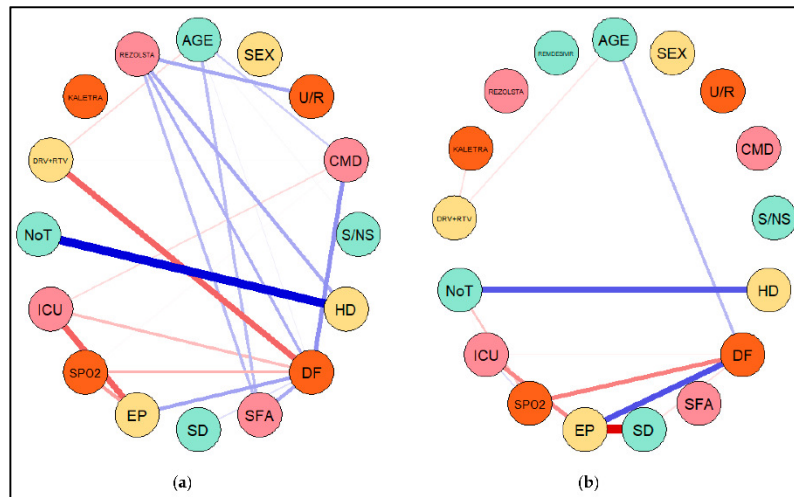 AGE
SEX
U/R
CMD
S/NS
HD
DF
SFA
SD
EP
SPO2
ICU
NoT
DRV+RTV
KALETRA
REZOLSTA
(a)
AGE
SEX
U/R
CMD
S/NS
HD
DF
SFA
SD
EP
SPO2
ICU
NoT
DRV+RTV
KALETRA
REZOLSTA
REMDESIVIR
(b)